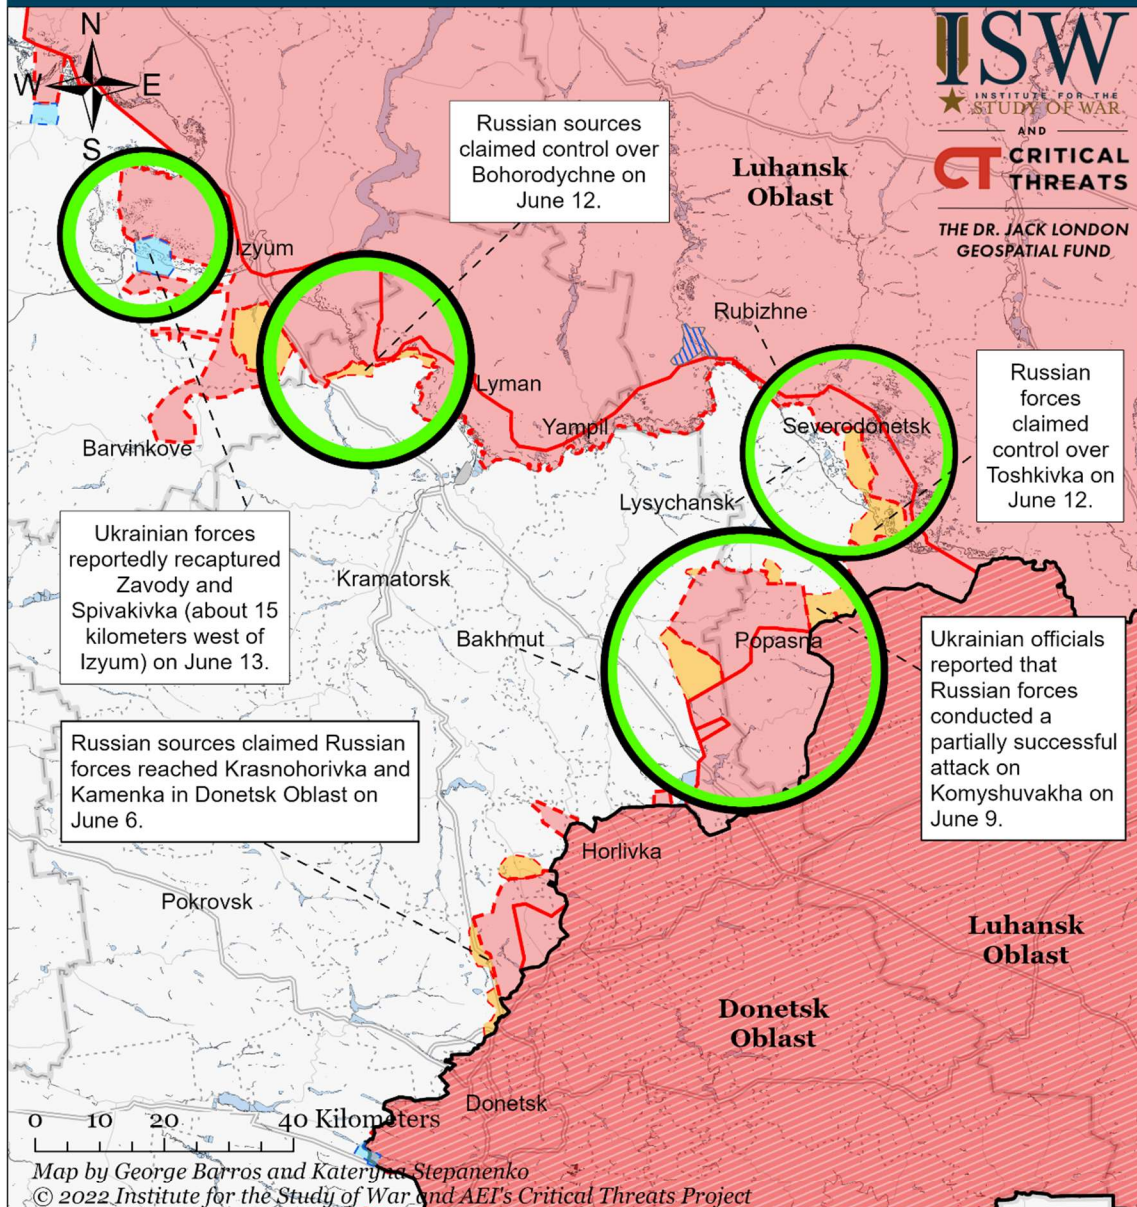 N
W
E
S
ISW
INSTITUTE FOR THE
STUDY OF WAR
AND
CT CRITICAL
THREATS
THE DR. JACK LONDON
GEOSPATIAL FUND
Russian sources
claimed control over
Bohorodychne on
June 12.
Luhansk
Oblast
Izyum
Rubizhne
Russian
forces
claimed
control over
Toshkivka on
June 12.
Lyman
Yampil
Severodonetsk
Barvinkove
Lysychansk
Ukrainian forces
reportedly recaptured
Zavody and
Spivakivka (about 15
kilometers west of
Izyum) on June 13.
Kramatorsk
Bakhmut
Popasna
Ukrainian officials
reported that
Russian forces
conducted a
partially successful
attack on
Komyshuvakha on
June 9.
Russian sources claimed Russian
forces reached Krasnohorivka and
Kamenka in Donetsk Oblast on
June 6.
Horlivka
Pokrovsk
Luhansk
Oblast
Donetsk
Oblast
Donetsk
0 10 20 40 Kilometers
Map by George Barros and Kateryna Stepanenko
© 2022 Institute for the Study of War and AEI's Critical Threats Project